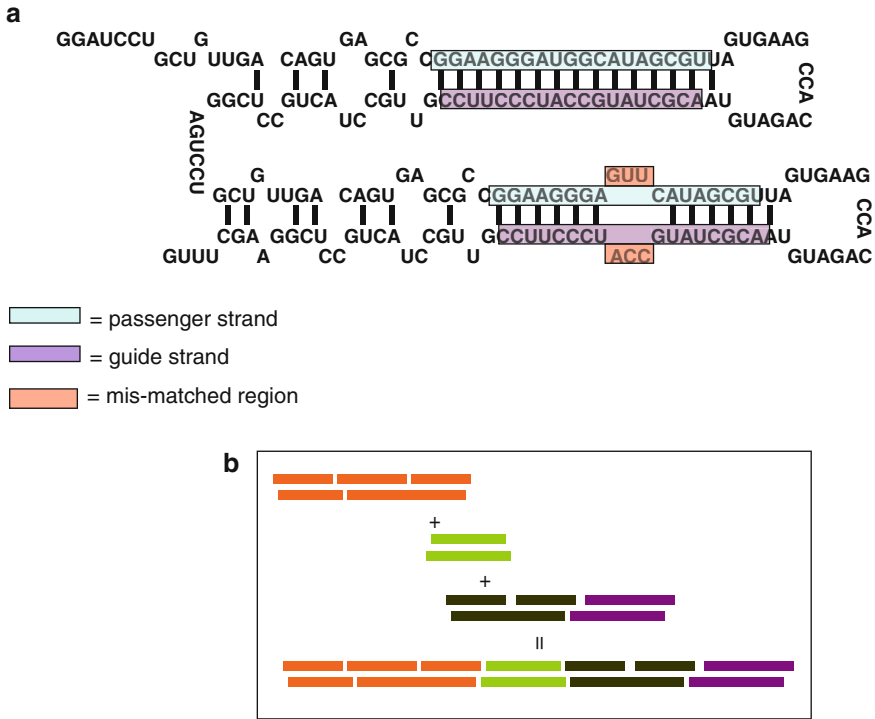 a
GGAUCCU G GA C GUGAAG
GCU UUGA CAGU GCG CGGAAGGGAUGGCAUAGCGUUUA
CCA
GGCU GUCA CGU GCCUUCCCUACCGUAUCGCAAU
CC UC U GUAGAC
AGUCCU
G GA C GUU GUGAAG
GCU UUGA CAGU GCG CGGAAGGGA CAUAGCGUUUA
CCA
CGA GGCU GUCA CGU GCCUUCCCU GUAUCGCAAU
GUUU A CC UC U ACC GUAGAC
= passenger strand
= guide strand
= mis-matched region
b
+
+
=